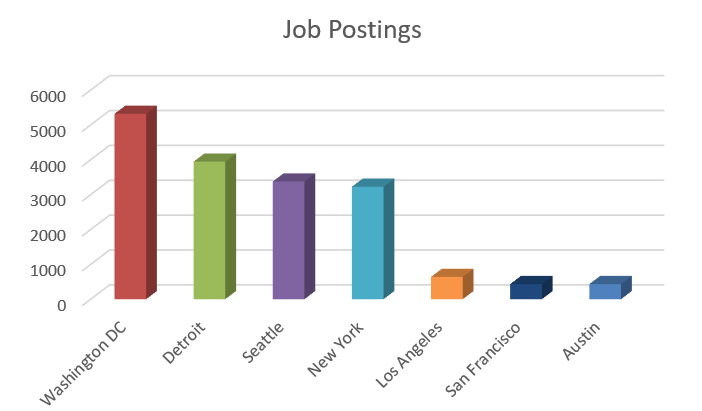 Job Postings
6000
5000
4000
3000
2000
1000
0
Washington DC
Detroit
Seattle
New York
Los Angeles
San Francisco
Austin